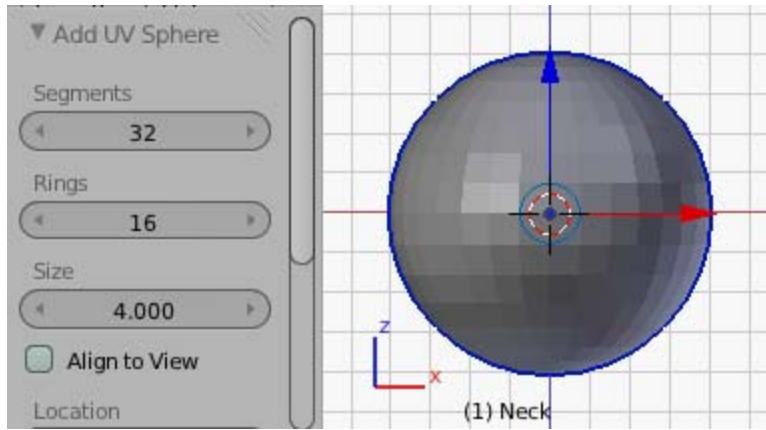 Add UV Sphere
Segments
32
Rings
16
Size
4.000
Align to View
Location
z
x
(1) Neck